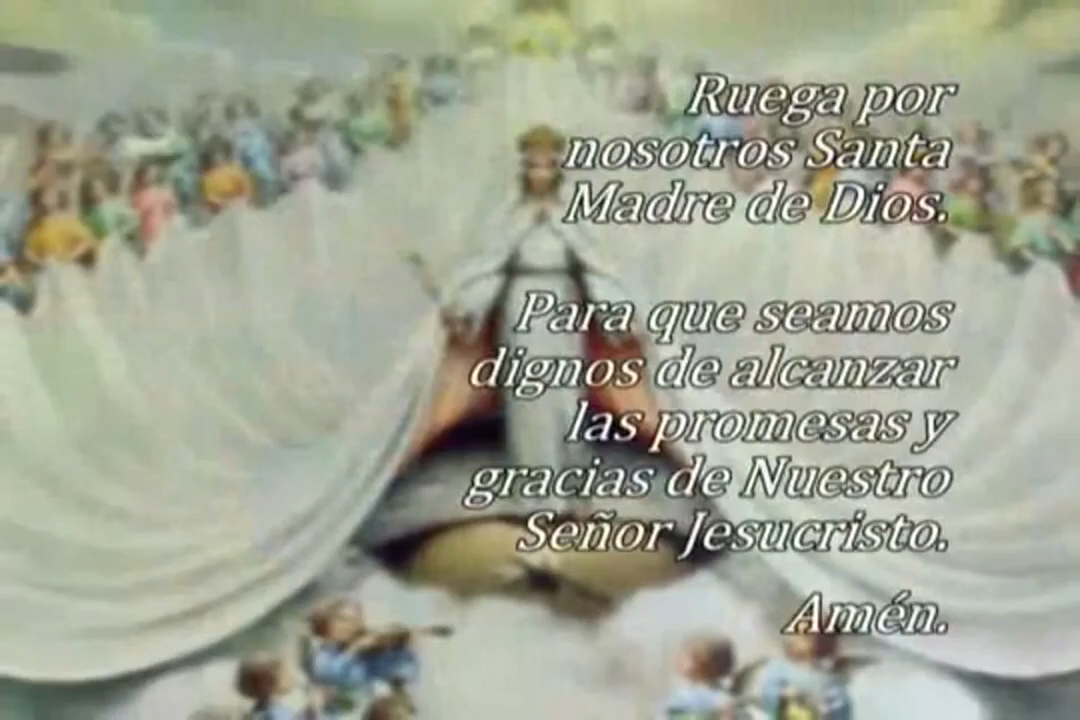 Ruega por
nosotros Santa
Madre de Dios.
Para que seamos
dignos de alcanzar
las promesas y
gracias de Nuestro
Señor Jesucristo.
Amén.